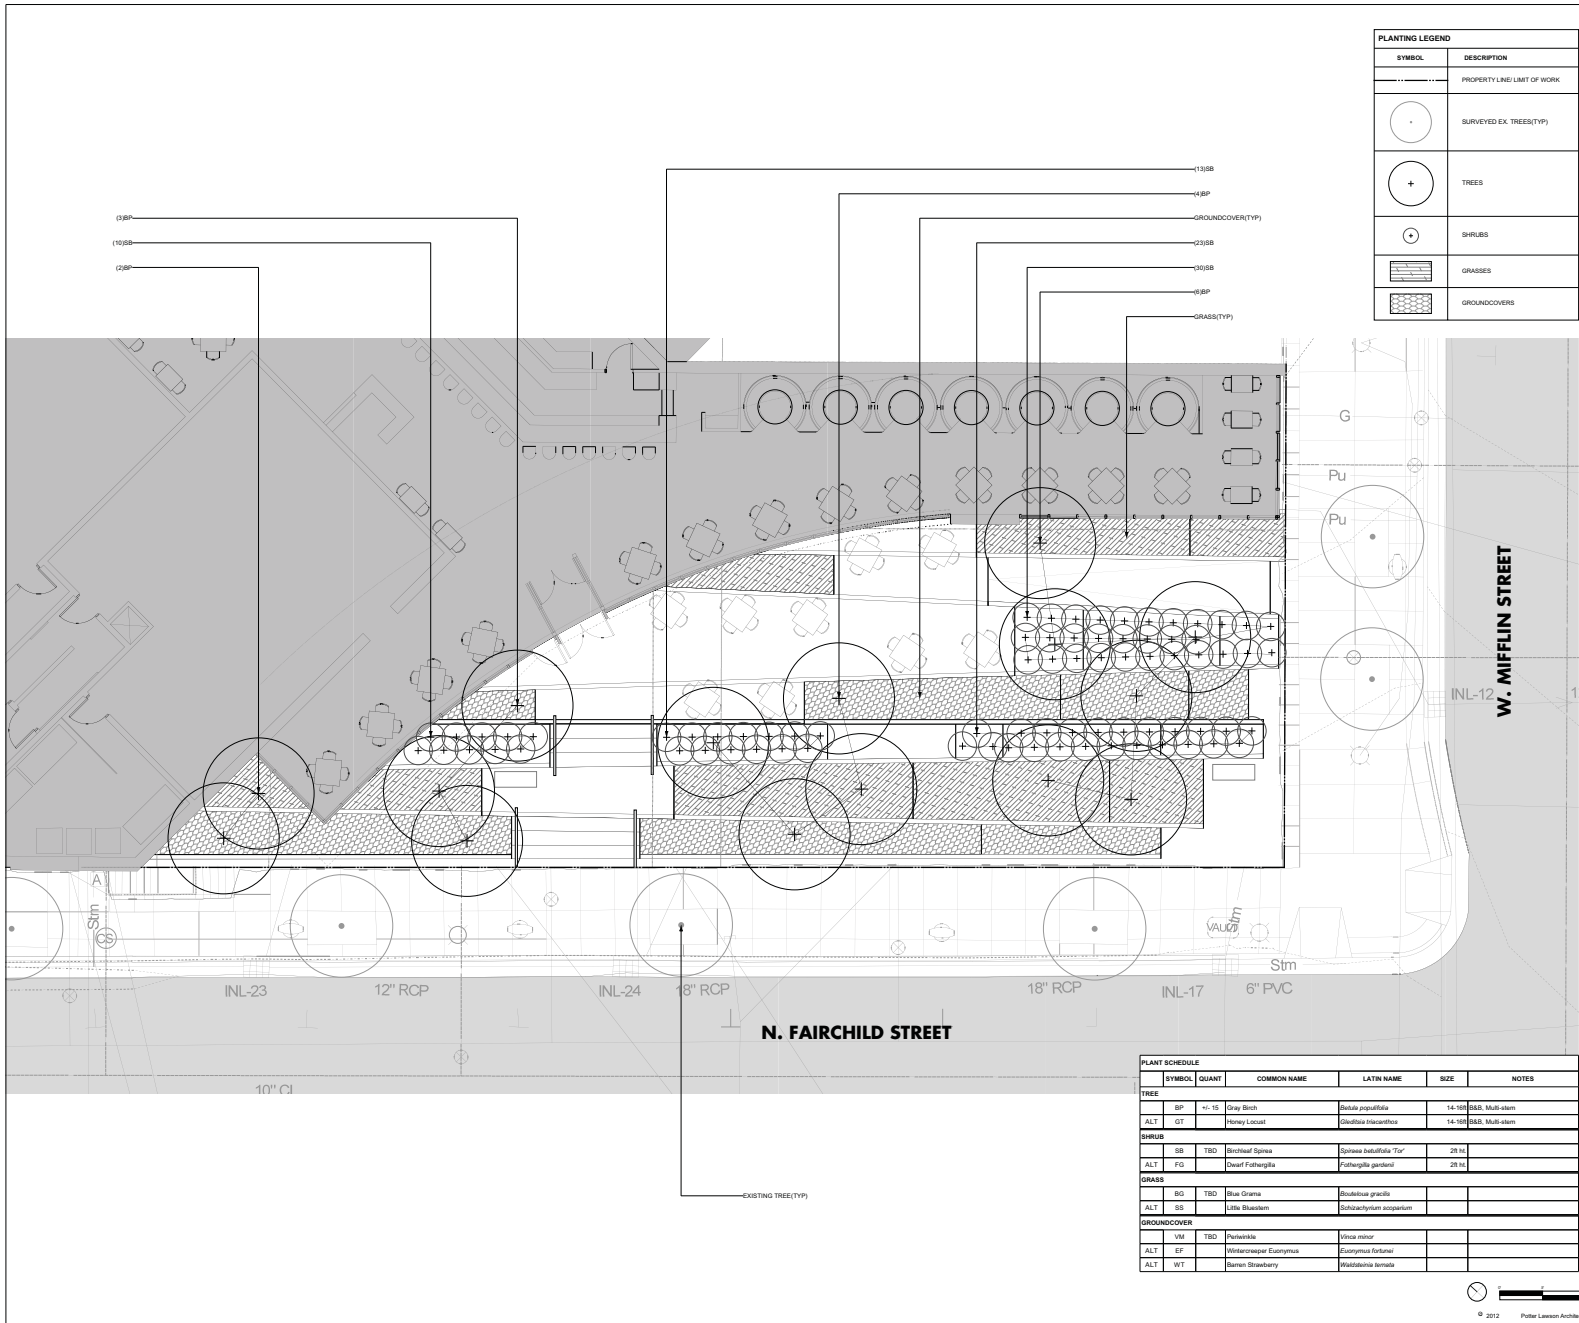 PLANTING LEGEND
SYMBOL DESCRIPTION
PROPERTY LINE/ LIMIT OF WORK
SURVEYED EX. TREES(TYP)
TREES
SHRUBS
GRASSES
GROUNDCOVERS
(3)BP
(10)SB
(2)BP
(13)SB
(4)BP
GROUNDCOVER(TYP)
(23)SB
(30)SB
(6)BP
GRASS(TYP)
G
Pu
Pu
W. MIFFLIN STREET
INL-12
1
A
Stm
CS
VAULT
Stm
Stm
INL-23
12" RCP
INL-24
18" RCP
18" RCP
INL-17
6" PVC
N. FAIRCHILD STREET
10" CI
EXISTING TREE(TYP)
PLANT SCHEDULE
SYMBOL QUANT COMMON NAME LATIN NAME SIZE NOTES
TREE
BP +/- 15 Gray Birch Betula populifolia 14-16ft B&B, Multi-stem
ALT GT Honey Locust Gleditsia triacanthos 14-16ft B&B, Multi-stem
SHRUB
SB TBD Birchleaf Spirea Spiraea betulifolia 'Tor' 2ft ht.
ALT FG Dwarf Fothergilla Fothergilla gardenii 2ft ht.
GRASS
BG TBD Blue Grama Bouteloua gracilis
ALT SS Little Bluestem Schizachyrium scoparium
GROUNDCOVER
VM TBD Periwinkle Vinca minor
ALT EF Wintercreeper Euonymus Euonymus fortunei
ALT WT Barren Strawberry Waldsteinia ternata
© 2012 Potter Lawson Archite